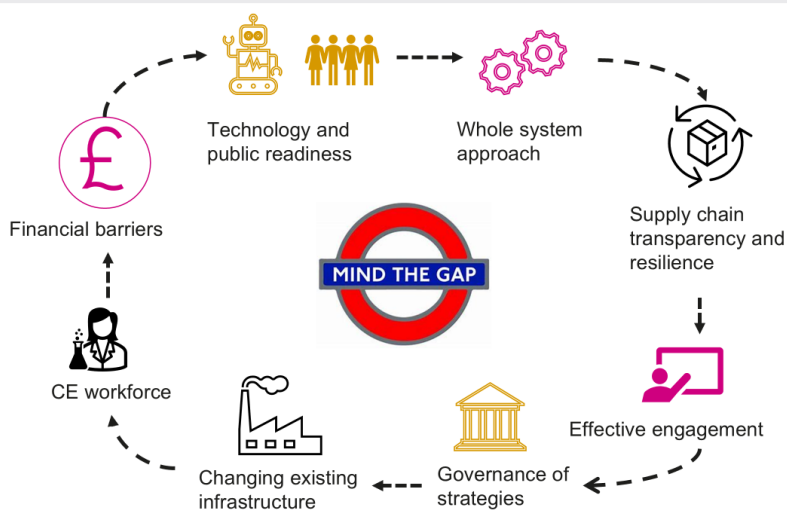 Technology and
public readiness
Whole system
approach
Supply chain
transparency and
resilience
Effective engagement
Governance of
strategies
Changing existing
infrastructure
CE workforce
Financial barriers
£
MIND THE GAP